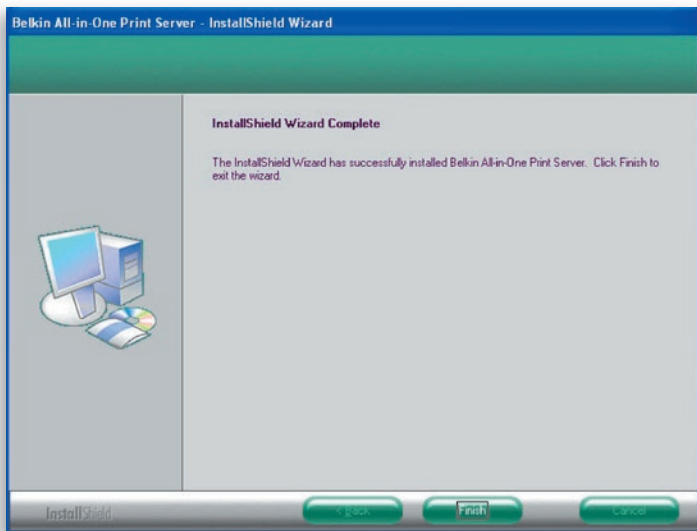 Belkin All-in-One Print Server - InstallShield Wizard
InstallShield Wizard Complete
The InstallShield Wizard has successfully installed Belkin All-in-One Print Server. Click Finish to
exit the wizard.
InstallShield
< Back
Finish
Cancel